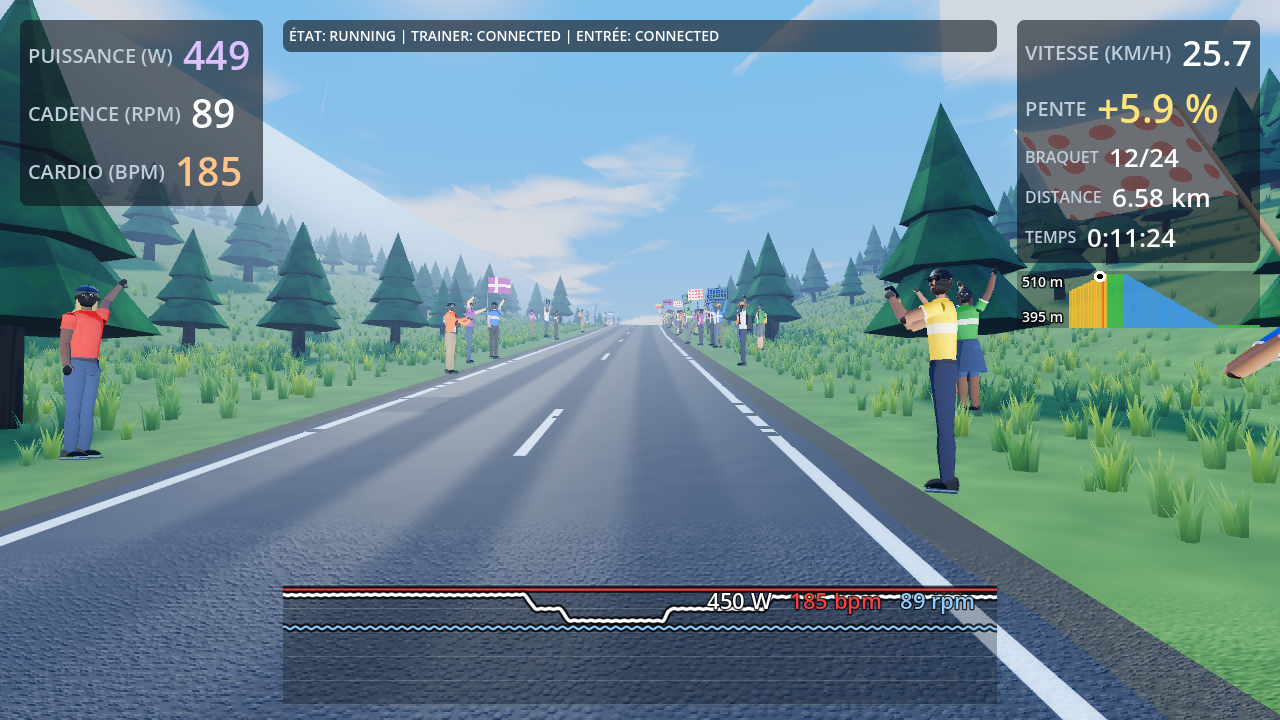 PUISSANCE (W) 449
CADENCE (RPM) 89
CARDIO (BPM) 185
ÉTAT: RUNNING | TRAINER: CONNECTED | ENTRÉE: CONNECTED
VITESSE (KM/H) 25.7
PENTE +5.9 %
BRAQUET 12/24
DISTANCE 6.58 km
TEMPS 0:11:24
510 m
395 m
450 W 185 bpm 89 rpm